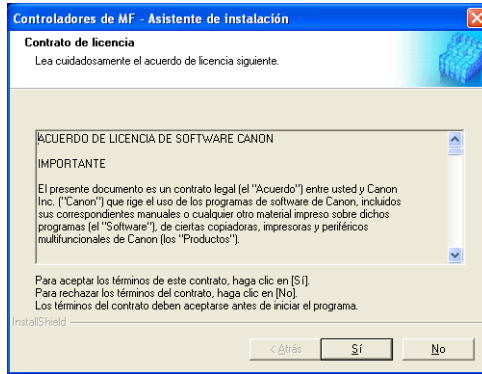 Controladores de MF - Asistente de instalación
Contrato de licencia
Lea cuidadosamente el acuerdo de licencia siguiente.
ACUERDO DE LICENCIA DE SOFTWARE CANON
IMPORTANTE
El presente documento es un contrato legal (el "Acuerdo") entre usted y Canon
Inc. ("Canon") que rige el uso de los programas de software de Canon, incluidos
sus correspondientes manuales o cualquier otro material impreso sobre dichos
programas (el "Software"), de ciertas copiadoras, impresoras y periféricos
multifuncionales de Canon (los "Productos").
Para aceptar los términos de este contrato, haga clic en [Sí].
Para rechazar los términos del contrato, haga clic en [No].
Los términos del contrato deben aceptarse antes de iniciar el programa.
InstallShield
< Atrás Sí No